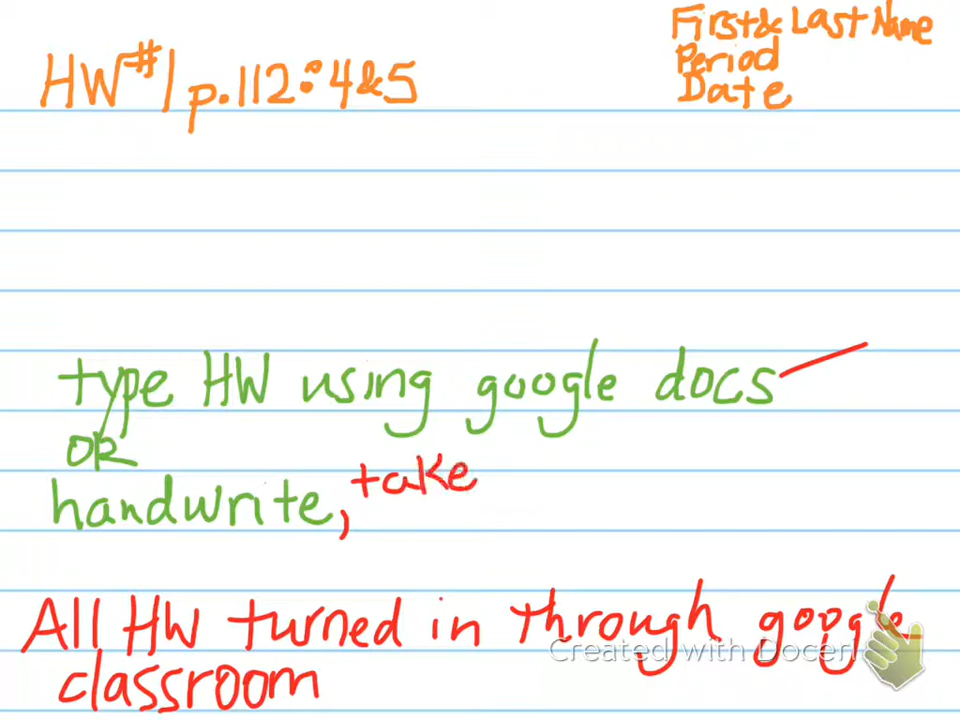 First & Last Name
HW #1 p.112: 4&5
Period
Date
type HW using google docs
OR
handwrite, take
All HW turned in through google
classroom
Created with Doceri